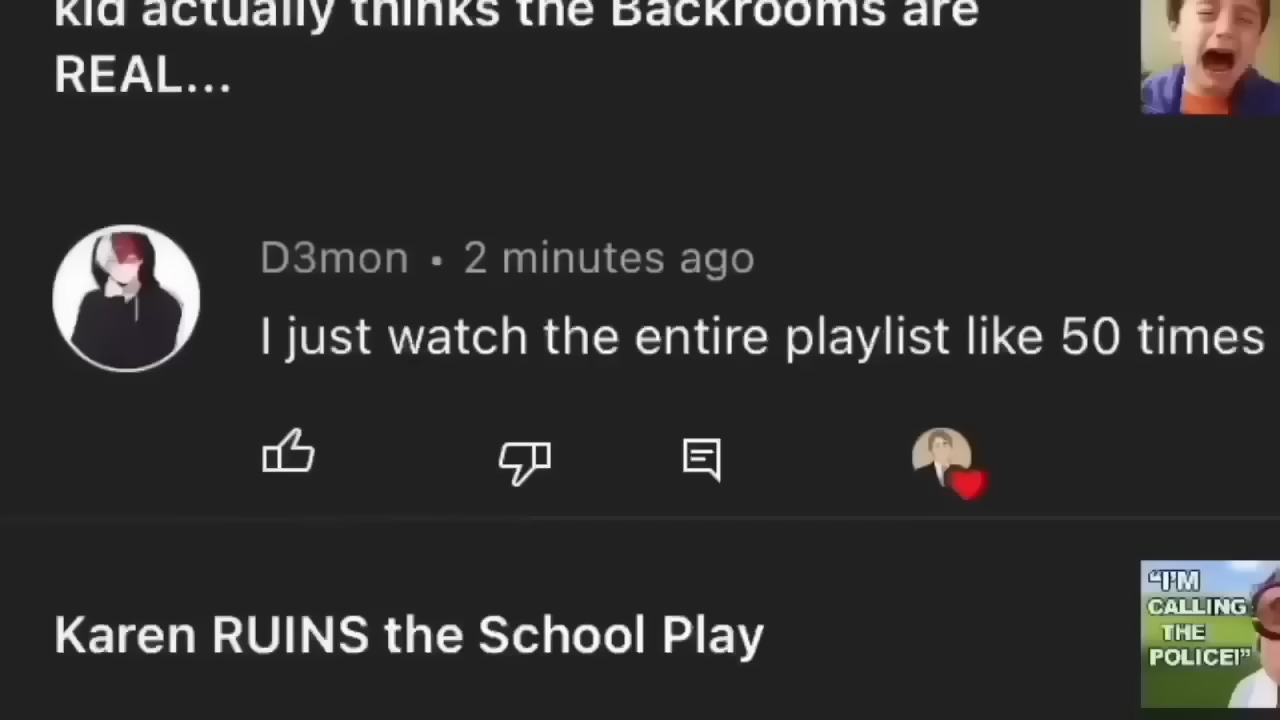 kid actually thinks the Backrooms are
REAL...
D3mon • 2 minutes ago
I just watch the entire playlist like 50 times
Karen RUINS the School Play
“I'M
CALLING
THE
POLICE!”